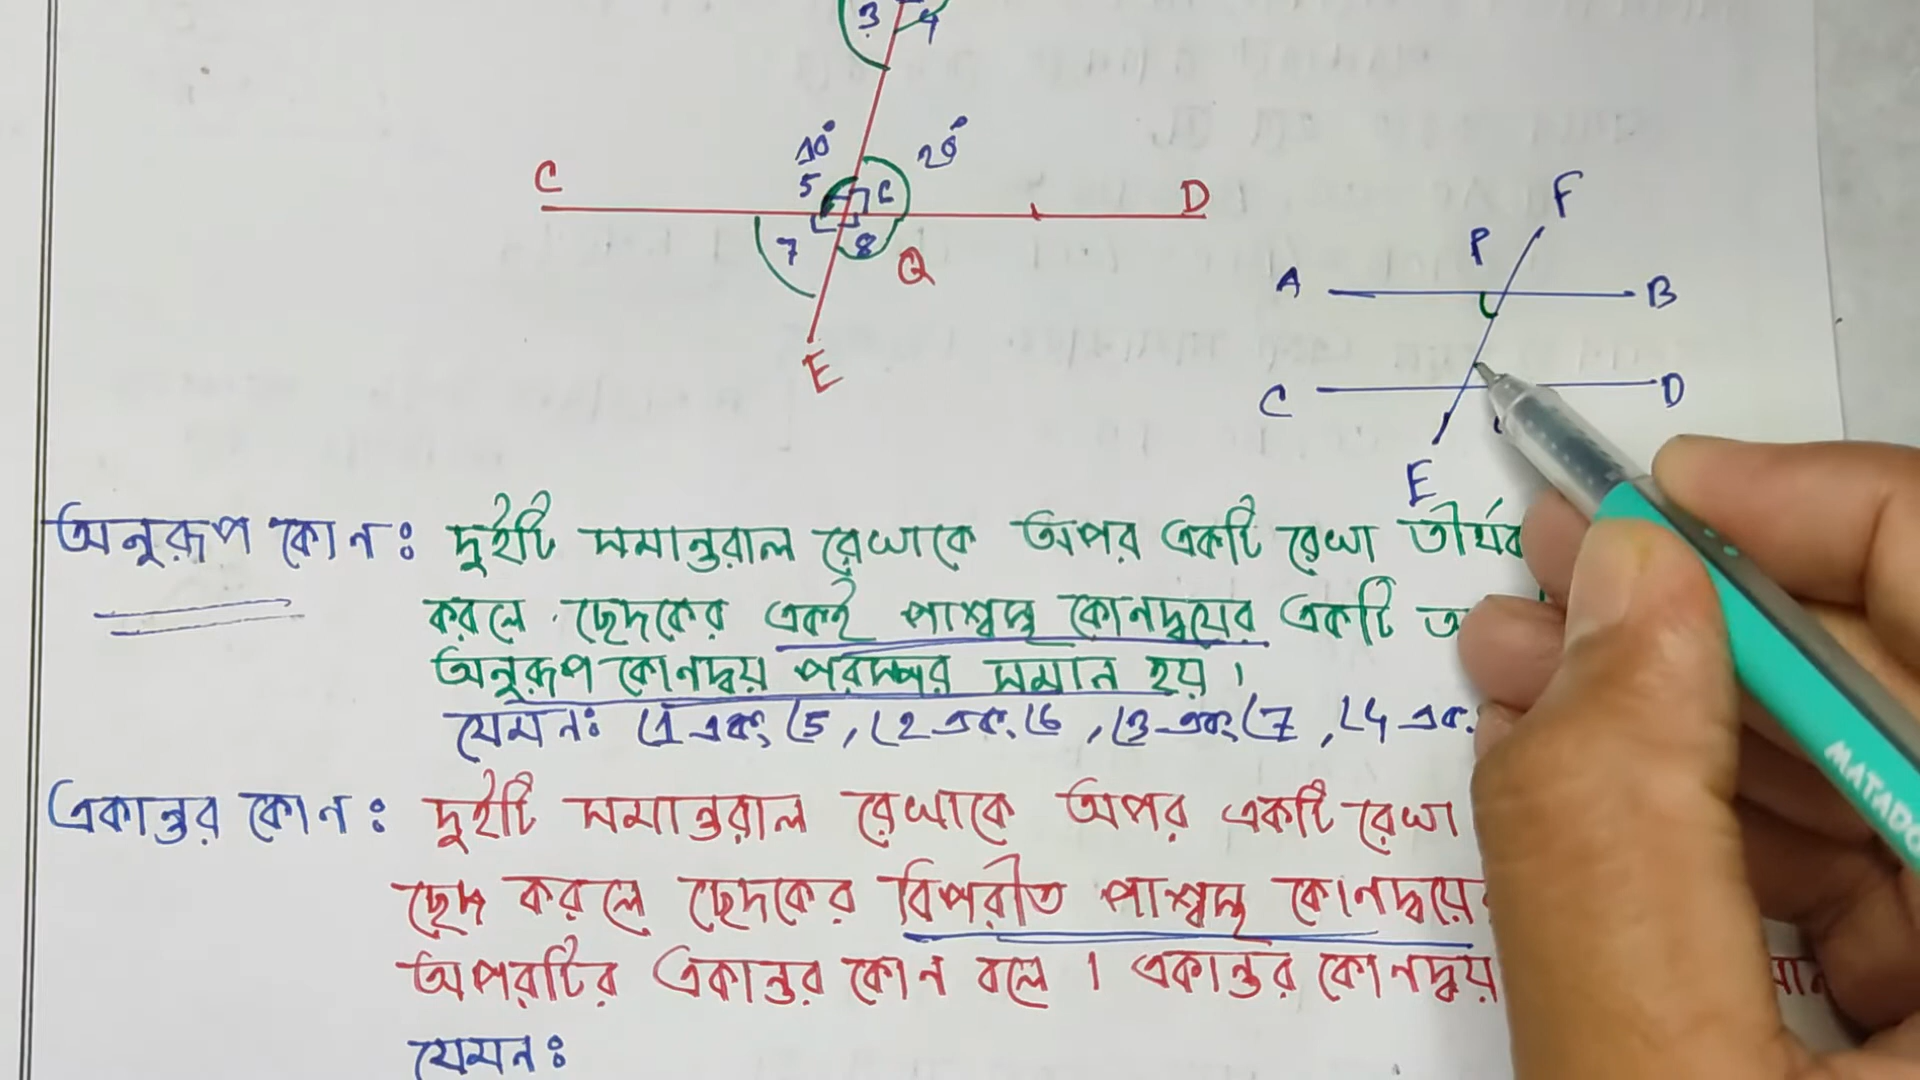 3 4
10° 20°
C 5 6 D
7 8 Q
E
F
P
A B
C D
E
অনুরূপ কোন: দুইটি সমান্তরাল রেখাকে অপর একটি রেখা তীর্যক
করলে ছেদকের একই পার্শ্বস্থ কোনদ্বয়ের একটি
অনুরূপ কোনদ্বয় পরস্পর সমান হয়।
যেমন: ∠1 এবং ∠5, ∠2 এবং ∠6, ∠3 এবং ∠7, ∠4 এবং
একান্তর কোন: দুইটি সমান্তরাল রেখাকে অপর একটি রেখা
ছেদ করলে ছেদকের বিপরীত পার্শ্বস্থ কোনদ্বয়ের
অপরটির একান্তর কোন বলে। একান্তর কোনদ্বয়
যেমন:
MATADO